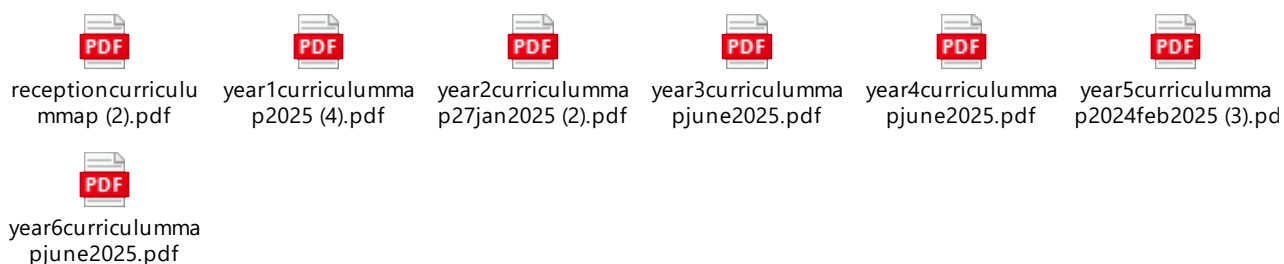 PDF PDF PDF PDF PDF PDF
receptioncurriculu year1curriculumma year2curriculumma year3curriculumma year4curriculumma year5curriculumma
mmap (2).pdf p2025 (4).pdf p27jan2025 (2).pdf pjune2025.pdf pjune2025.pdf p2024feb2025 (3).pd
PDF
year6curriculumma
pjune2025.pdf